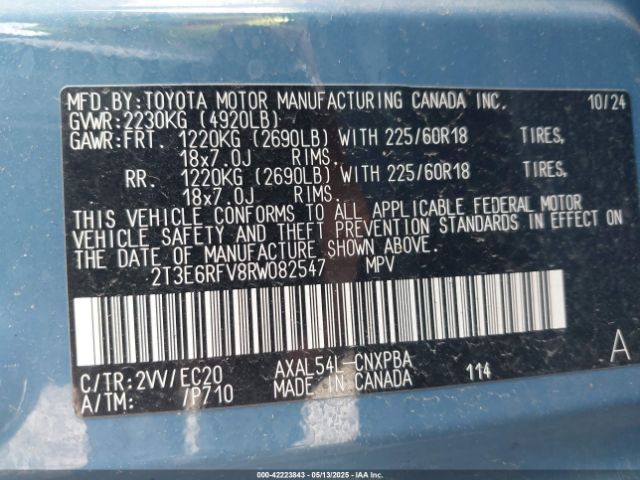 MFD.BY:TOYOTA MOTOR MANUFACTURING CANADA INC. 10/24
GVWR:2230KG (4920LB)
GAWR:FRT. 1220KG (2690LB) WITH 225/60R18 TIRES,
18x7.0J RIMS.
RR. 1220KG (2690LB) WITH 225/60R18 TIRES,
18x7.0J RIMS.
THIS VEHICLE CONFORMS TO ALL APPLICABLE FEDERAL MOTOR
VEHICLE SAFETY AND THEFT PREVENTION STANDARDS IN EFFECT ON
THE DATE OF MANUFACTURE SHOWN ABOVE.
2T3E6RFV8RW082547 MPV
A
C/TR:2VV/EC20 AXAL54L-CNXPBA
A/TM: /P710 MADE IN CANADA 114
000-42223843 - 05/13/2025 - IAAI.CA